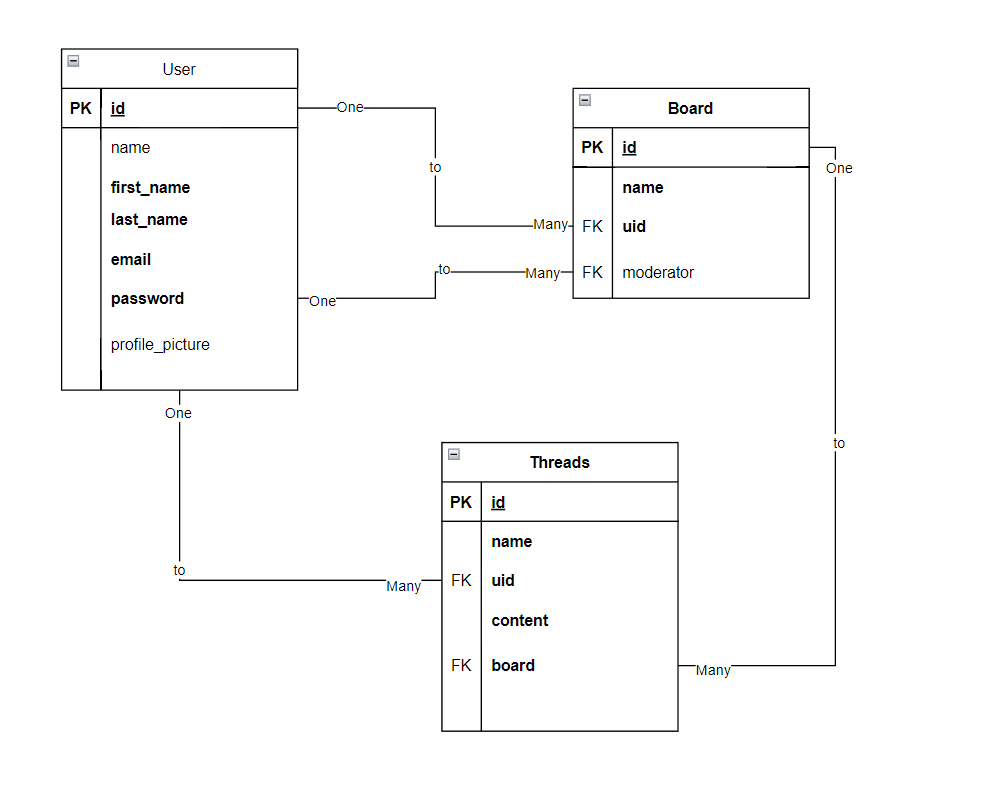 User
PK id
name
first_name
last_name
email
password
profile_picture
One
to
Many
One
to
Many
Board
PK id
name
FK uid
FK moderator
One
to
Many
One
to
Many
Threads
PK id
name
FK uid
content
FK board